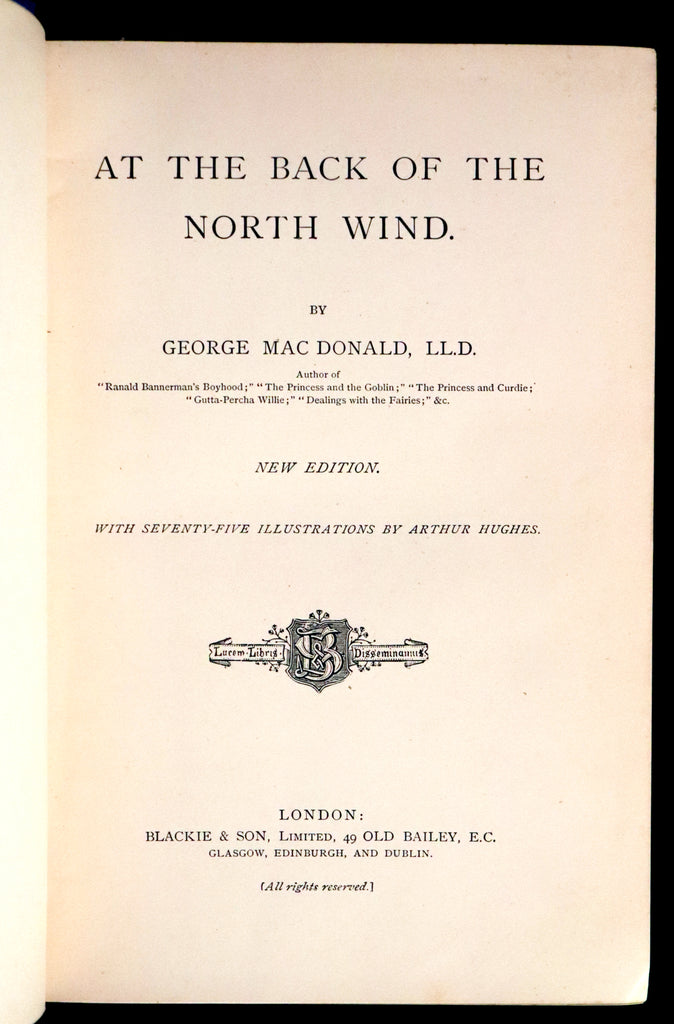 AT THE BACK OF THE
NORTH WIND.
BY
GEORGE MAC DONALD, LL.D.
Author of
"Ranald Bannerman's Boyhood;" "The Princess and the Goblin;" "The Princess and Curdie;"
"Gutta-Percha Willie;" "Dealings with the Fairies;" &c.
NEW EDITION.
WITH SEVENTY-FIVE ILLUSTRATIONS BY ARTHUR HUGHES.
Lucem Libris Disseminamus
LONDON:
BLACKIE & SON, LIMITED, 49 OLD BAILEY, E.C.
GLASGOW, EDINBURGH, AND DUBLIN.
[All rights reserved.]